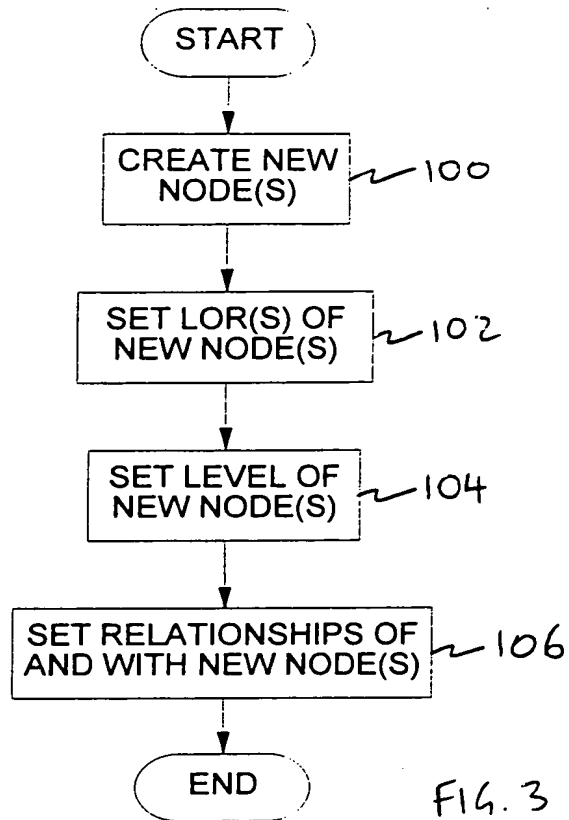 START
CREATE NEW
NODE(S)
100
SET LOR(S) OF
NEW NODE(S)
102
SET LEVEL OF
NEW NODE(S)
104
SET RELATIONSHIPS OF
AND WITH NEW NODE(S)
106
END
FIG. 3